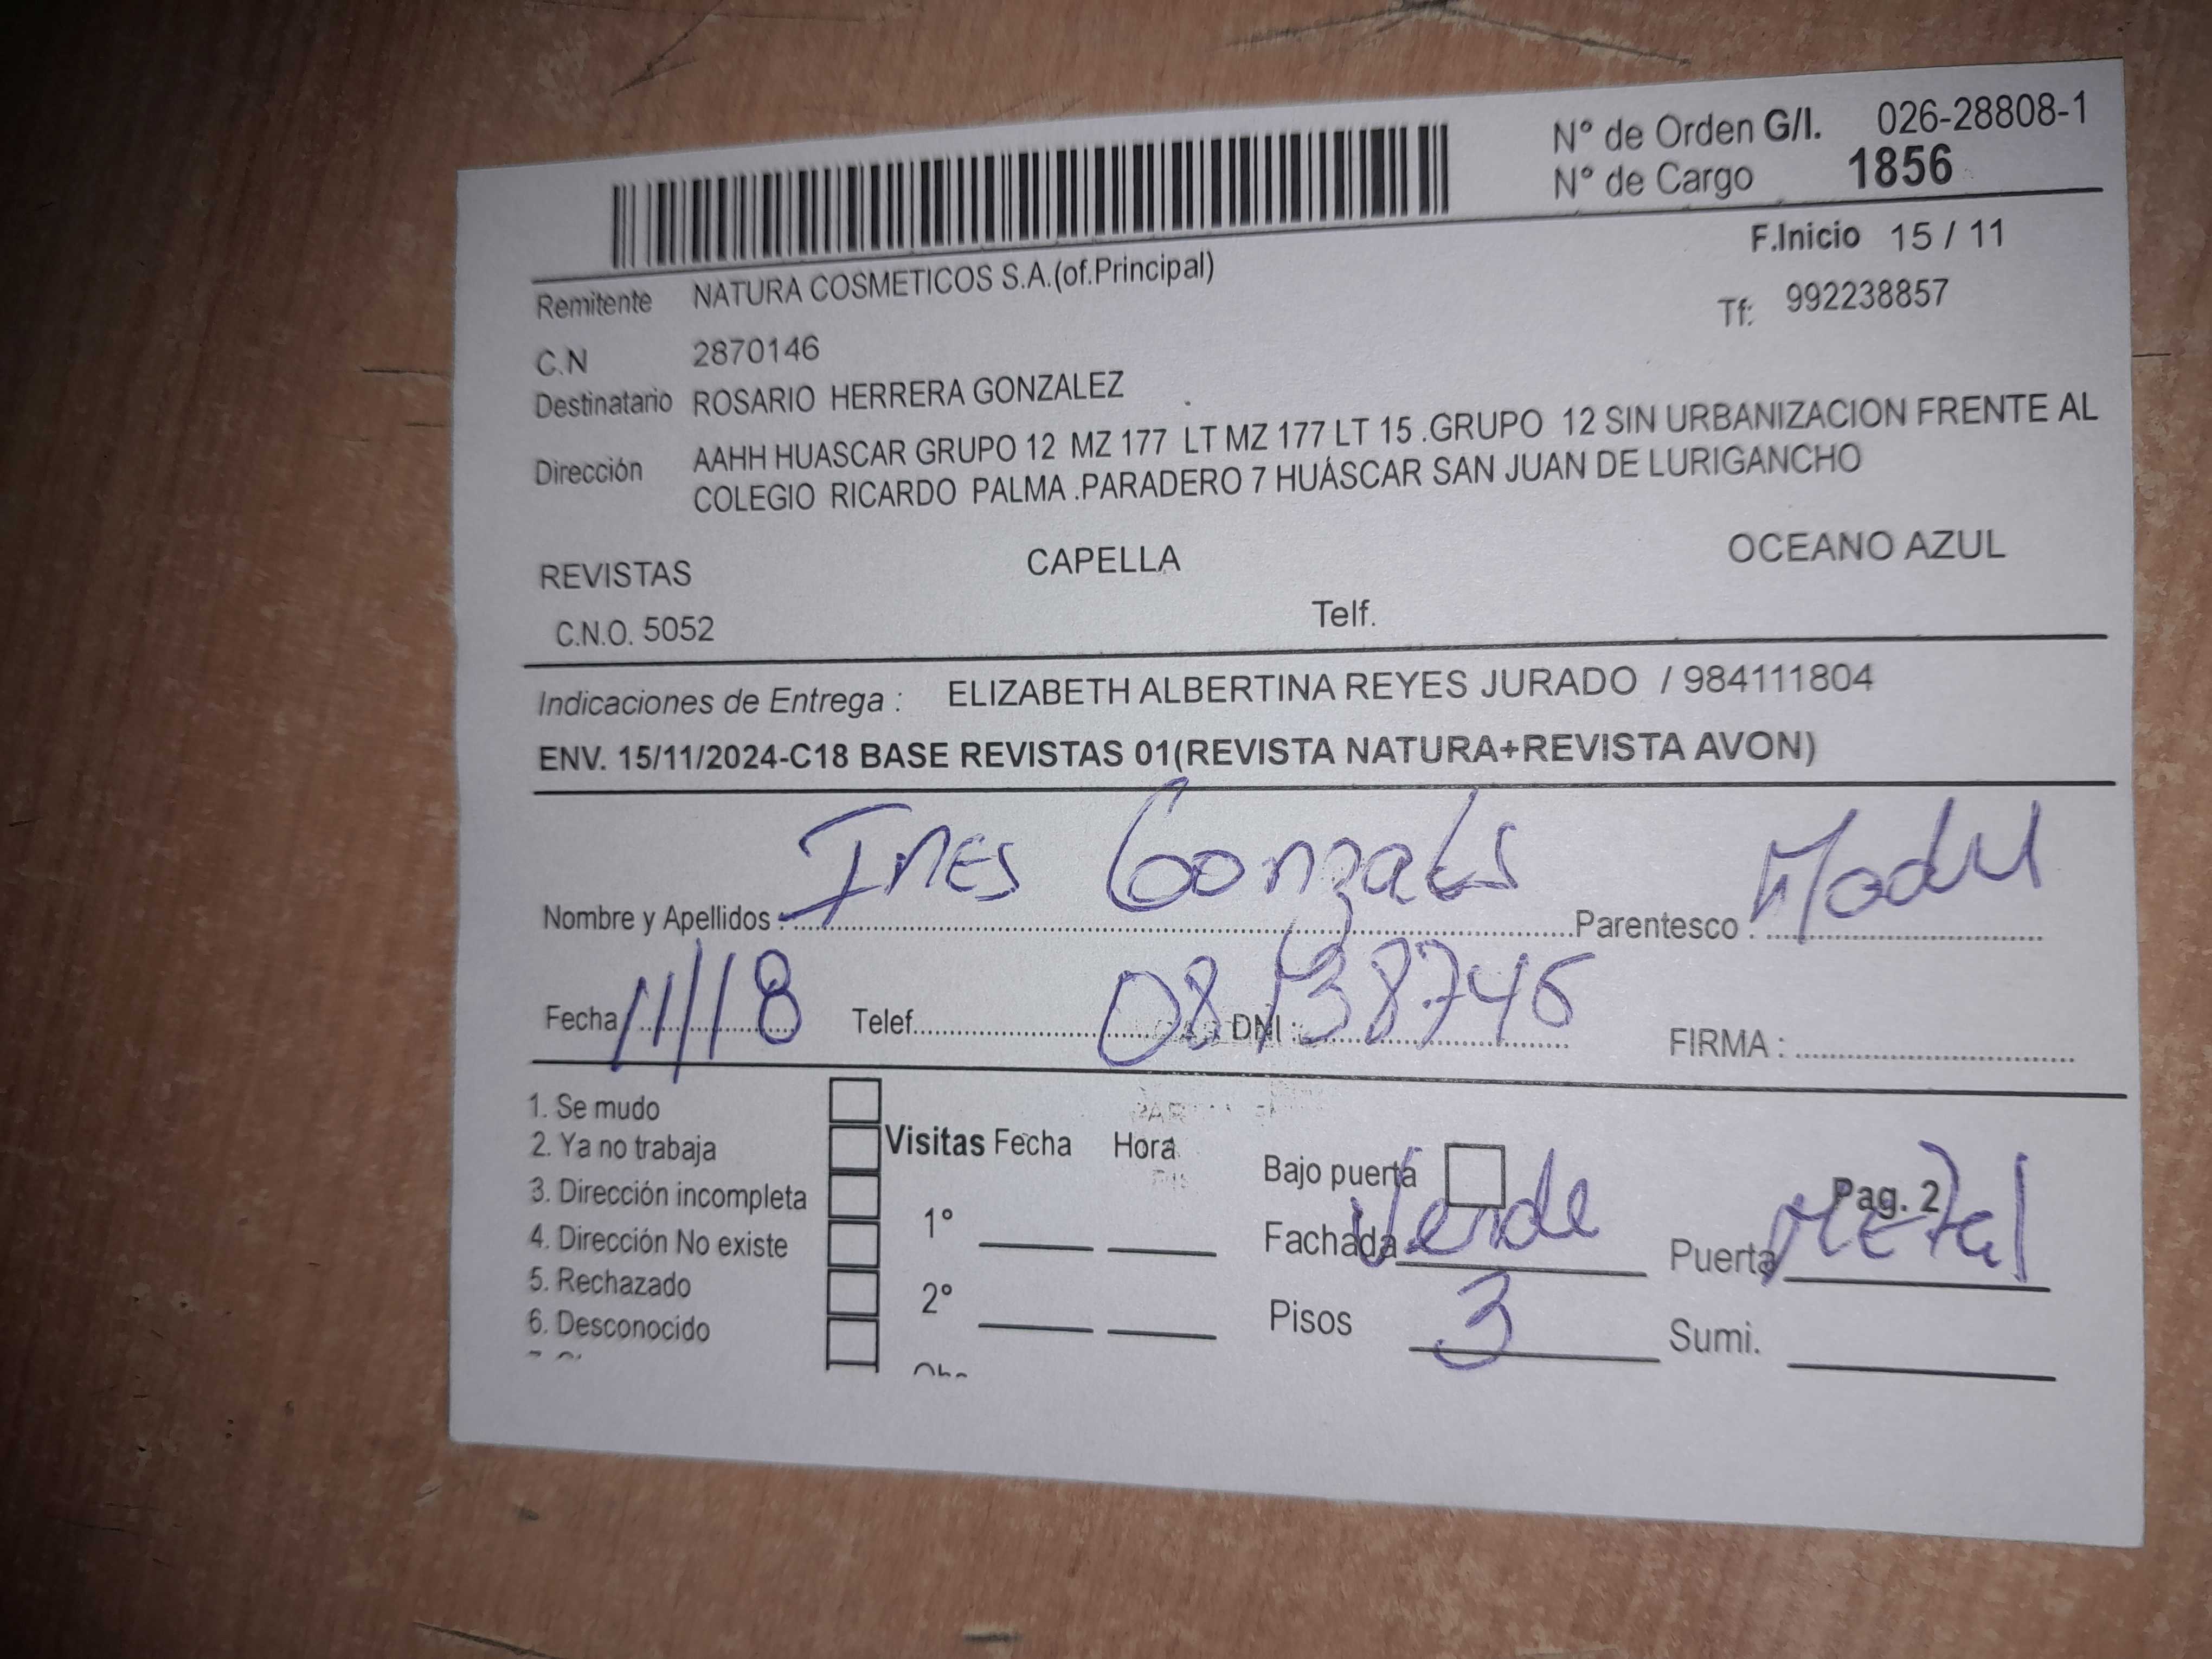 N° de Orden G/I. 026-28808-1
N° de Cargo 1856
F.Inicio 15 / 11
Remitente NATURA COSMETICOS S.A.(of.Principal)
Tf: 992238857
C.N 2870146
Destinatario ROSARIO HERRERA GONZALEZ
Dirección AAHH HUASCAR GRUPO 12 MZ 177 LT MZ 177 LT 15 .GRUPO 12 SIN URBANIZACION FRENTE AL
COLEGIO RICARDO PALMA .PARADERO 7 HUÁSCAR SAN JUAN DE LURIGANCHO
REVISTAS CAPELLA OCEANO AZUL
C.N.O. 5052 Telf.
Indicaciones de Entrega : ELIZABETH ALBERTINA REYES JURADO / 984111804
ENV. 15/11/2024-C18 BASE REVISTAS 01(REVISTA NATURA+REVISTA AVON)
Nombre y Apellidos : Ines Gonzales Parentesco :
Fecha 11/18 Telef. DNI : 08138746 FIRMA :
1. Se mudo
2. Ya no trabaja
3. Dirección incompleta
4. Dirección No existe
5. Rechazado
6. Desconocido
Visitas Fecha Hora
1°
2°
Bajo puerta Pag. 2
Fachada Verde Puerta Metal
Pisos 3 Sumi.